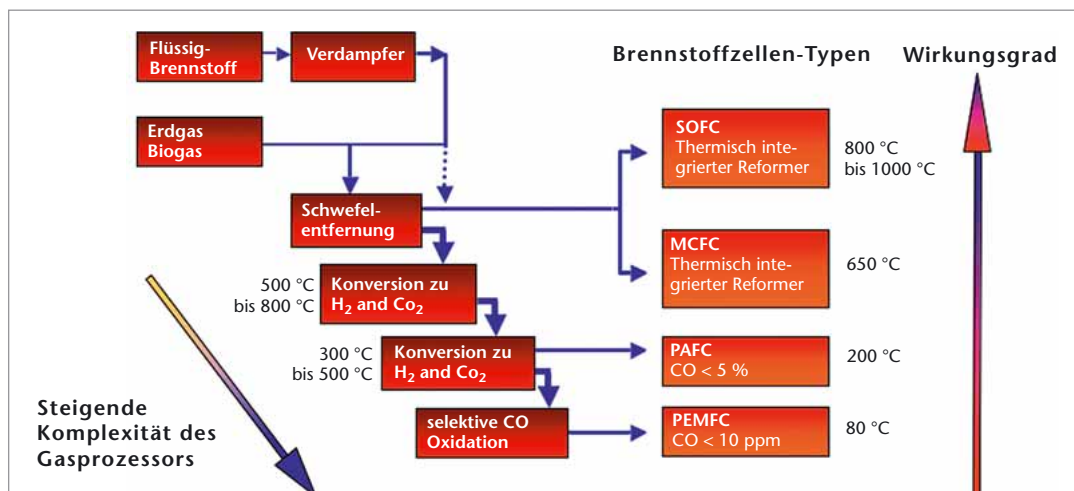 Flüssig-
Brennstoff
Verdampfer
Brennstoffzellen-Typen
Wirkungsgrad
Erdgas
Biogas
SOFC
Thermisch inte-
grierter Reformer
800 °C
bis 1000 °C
Schwefel-
entfernung
MCFC
Thermisch inte-
grierter Reformer
650 °C
500 °C
bis 800 °C
Konversion zu
H₂ and Co₂
300 °C
bis 500 °C
Konversion zu
H₂ and Co₂
PAFC
CO < 5 %
200 °C
Steigende
Komplexität des
Gasprozessors
selektive CO
Oxidation
PEMFC
CO < 10 ppm
80 °C